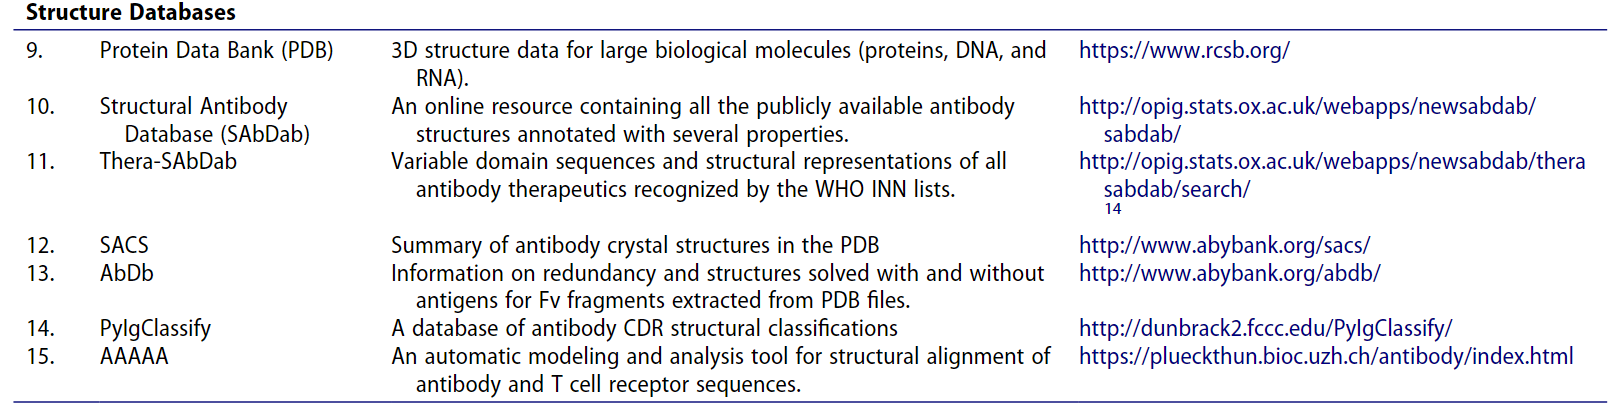 Structure Databases
9. Protein Data Bank (PDB) 3D structure data for large biological molecules (proteins, DNA, and https://www.rcsb.org/
RNA).
10. Structural Antibody An online resource containing all the publicly available antibody http://opig.stats.ox.ac.uk/webapps/newsabdab/
Database (SAbDab) structures annotated with several properties. sabdab/
11. Thera-SAbDab Variable domain sequences and structural representations of all http://opig.stats.ox.ac.uk/webapps/newsabdab/thera
antibody therapeutics recognized by the WHO INN lists. sabdab/search/
14
12. SACS Summary of antibody crystal structures in the PDB http://www.abybank.org/sacs/
13. AbDb Information on redundancy and structures solved with and without http://www.abybank.org/abdb/
antigens for Fv fragments extracted from PDB files.
14. PyIgClassify A database of antibody CDR structural classifications http://dunbrack2.fccc.edu/PyIgClassify/
15. AAAAA An automatic modeling and analysis tool for structural alignment of https://plueckthun.bioc.uzh.ch/antibody/index.html
antibody and T cell receptor sequences.